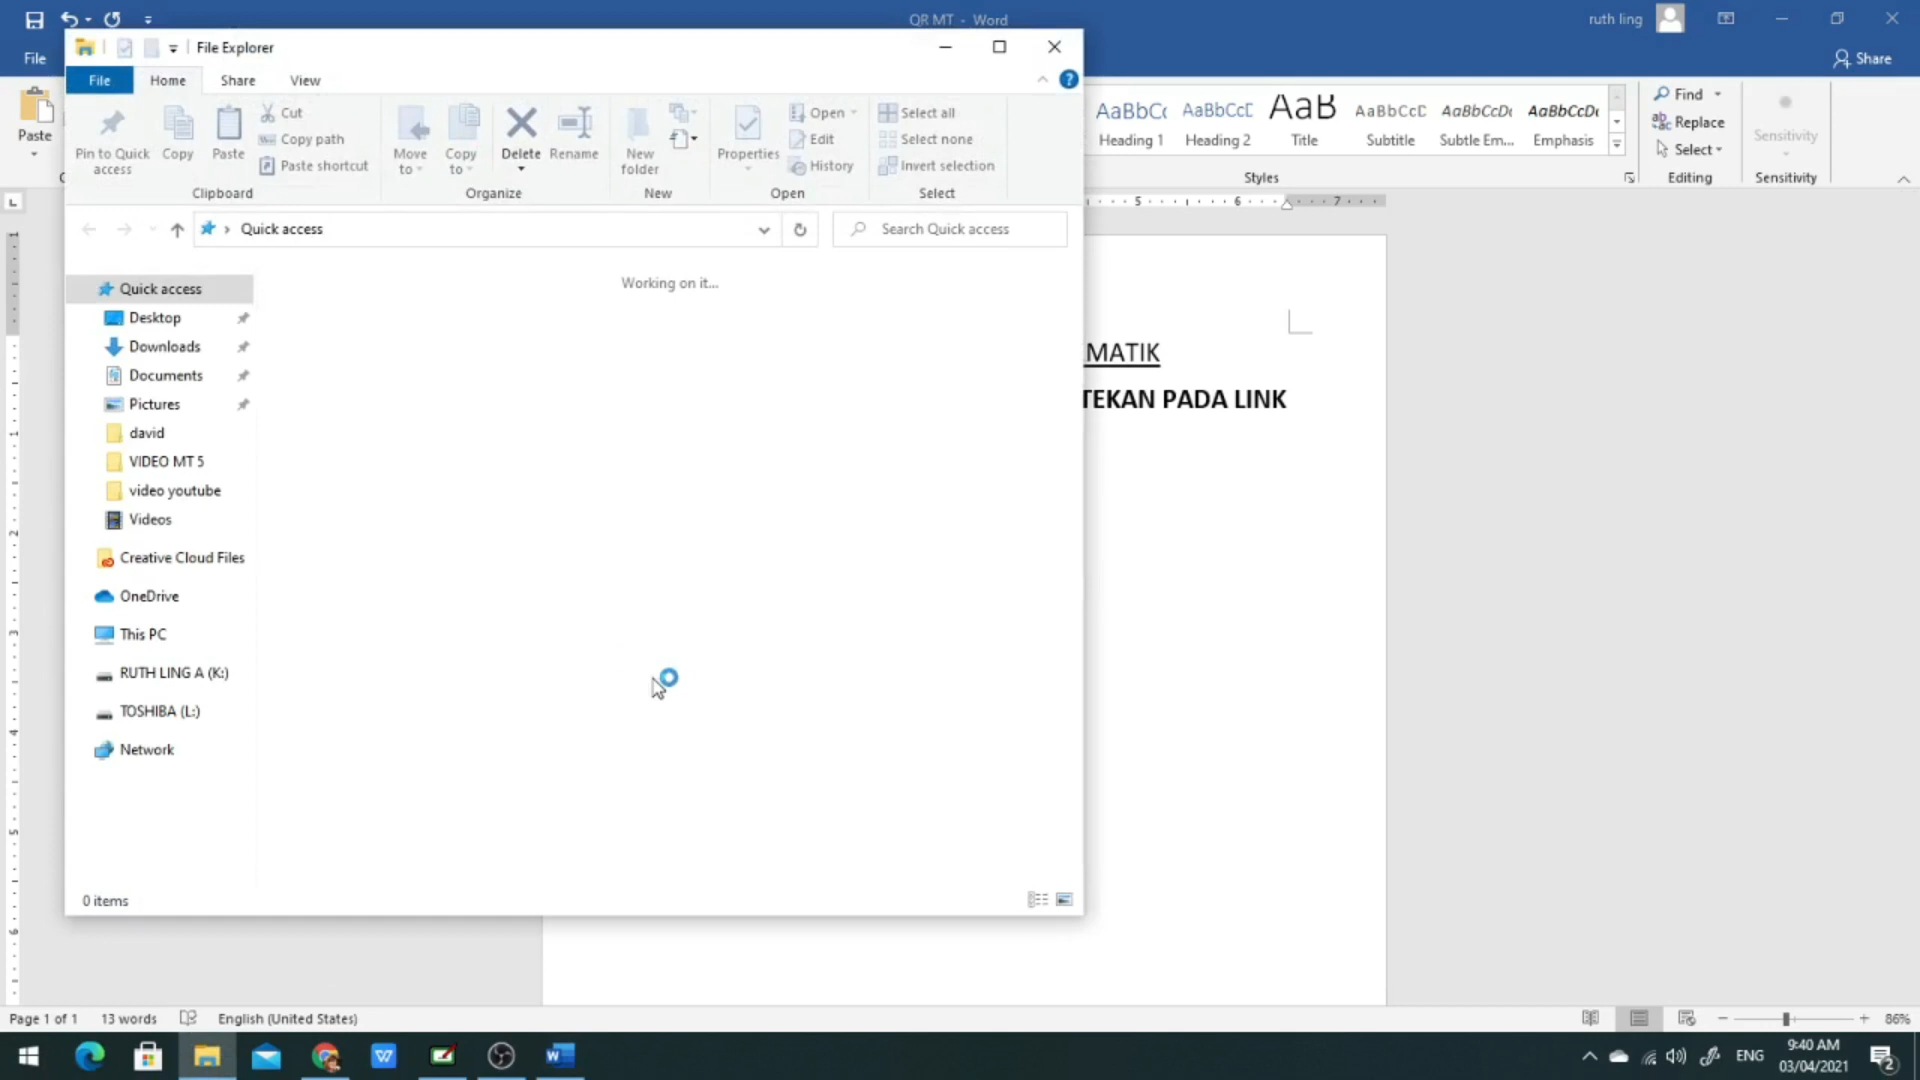 QR MT - Word
ruth ling
File Explorer
File
Share
File
Home
Share
View
Paste
Pin to Quick access
Copy
Paste
Cut
Copy path
Paste shortcut
Clipboard
Move to
Copy to
Delete
Rename
Organize
New folder
New
Properties
Open
Edit
History
Open
Select all
Select none
Invert selection
Select
AaBbCc
Heading 1
AaBbCcD
Heading 2
AaB
Title
AaBbCcD
Subtitle
AaBbCcDc
Subtle Em...
AaBbCcDc
Emphasis
Styles
Find
Replace
Select
Editing
Sensitivity
Sensitivity
5
6
7
Quick access
Search Quick access
Quick access
Working on it...
Desktop
Downloads
Documents
Pictures
david
VIDEO MT 5
video youtube
Videos
Creative Cloud Files
OneDrive
This PC
RUTH LING A (K:)
TOSHIBA (L:)
Network
0 items
MATIK
TEKAN PADA LINK
Page 1 of 1
13 words
English (United States)
86%
ENG
9:40 AM
03/04/2021
2